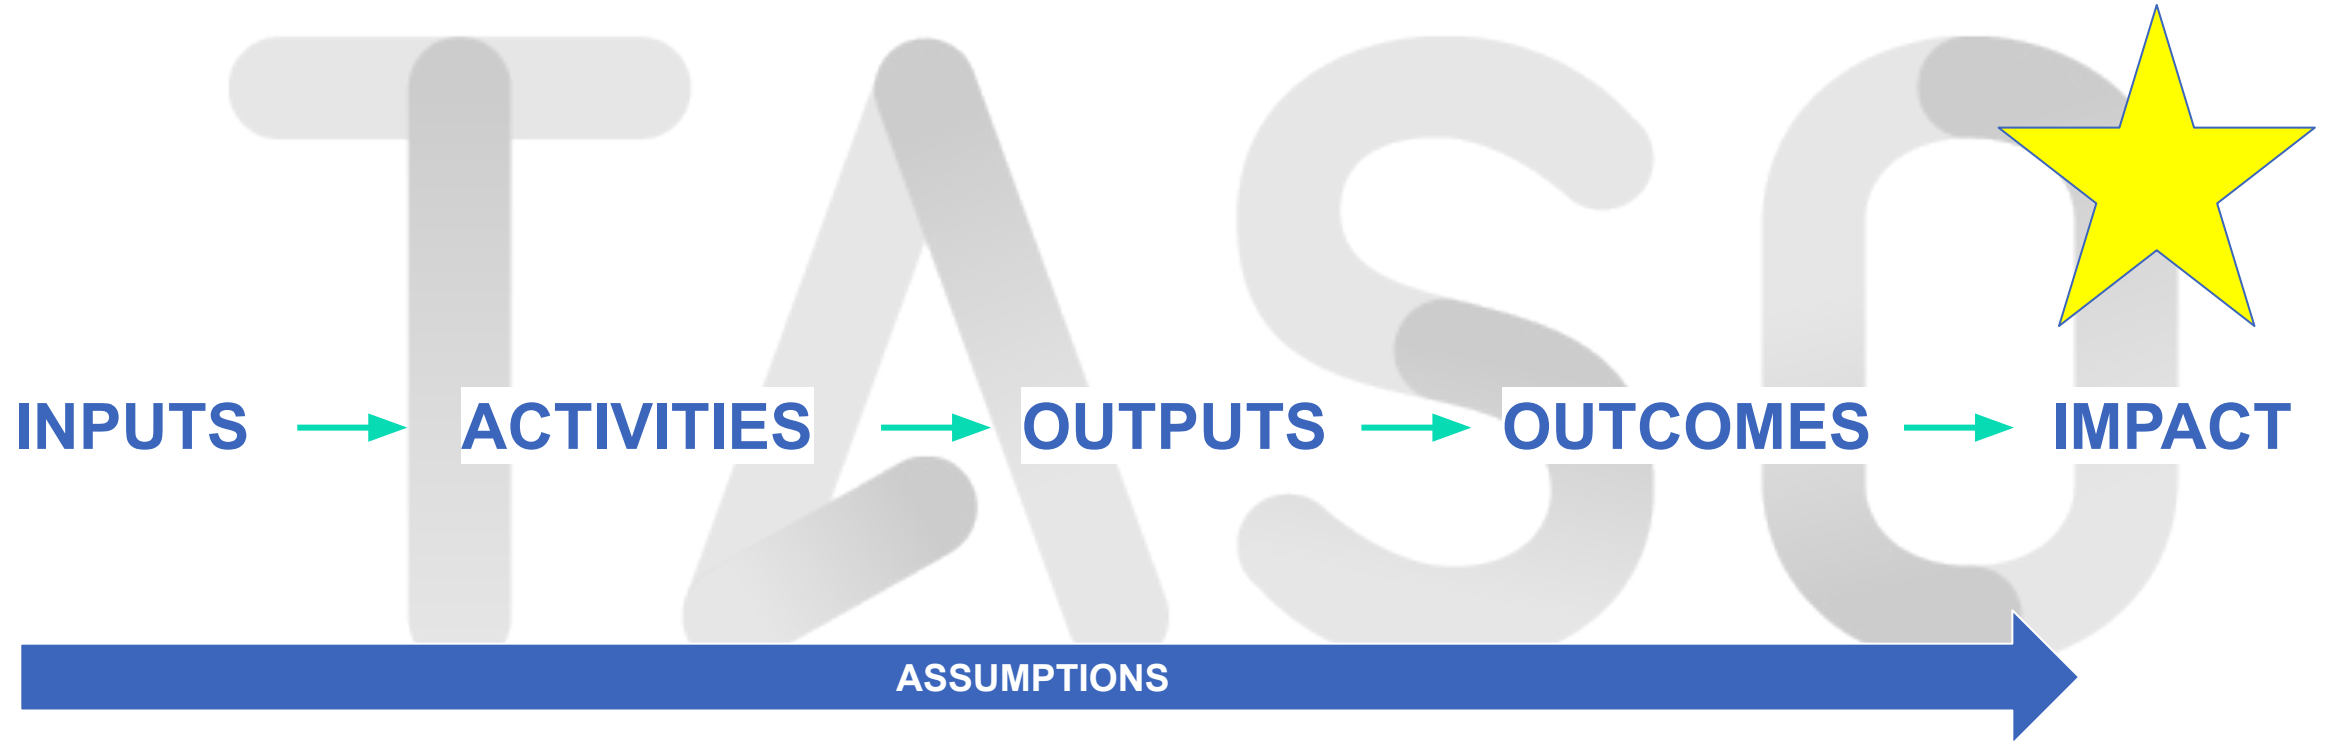 TASO
INPUTS ACTIVITIES OUTPUTS OUTCOMES IMPACT
ASSUMPTIONS